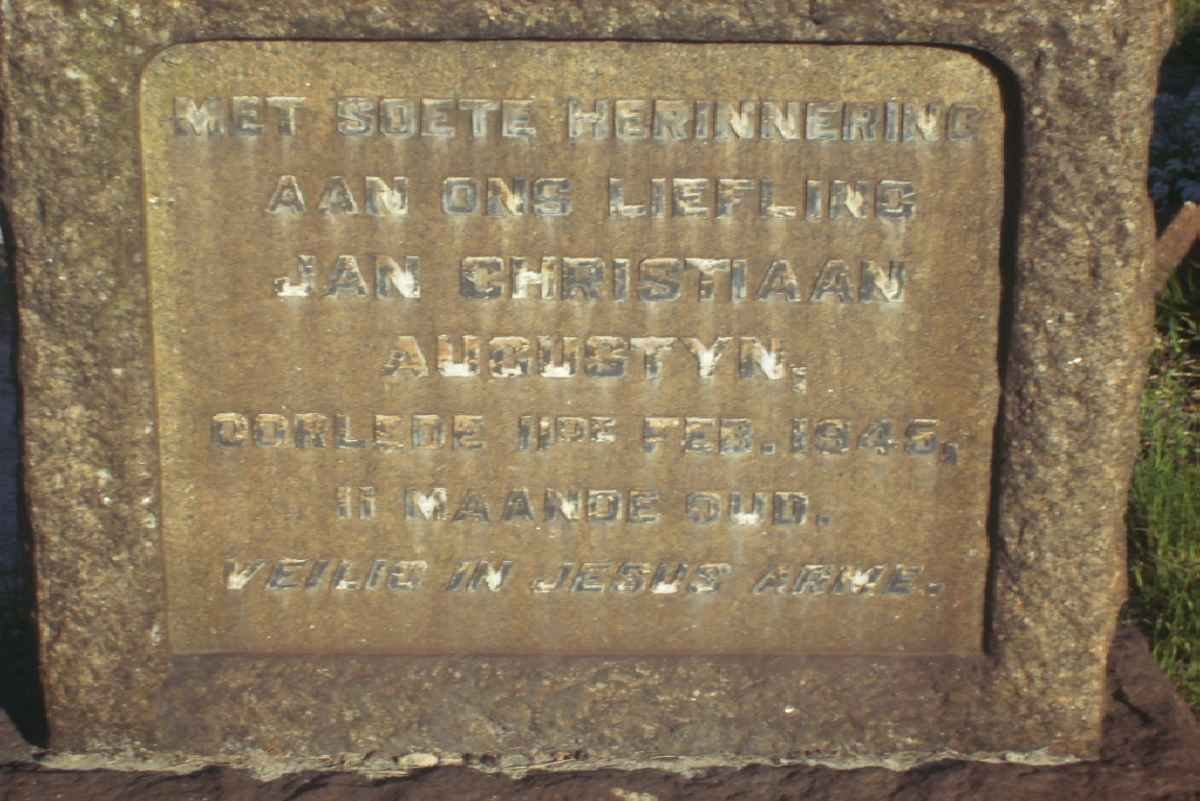 MET SOETE HERINNERING
AAN ONS LIEFLING
JAN CHRISTIAAN
AUGUSTYN,
OORLEDE 11DE FEB. 1945,
11 MAANDE OUD.
VEILIG IN JESUS ARME.